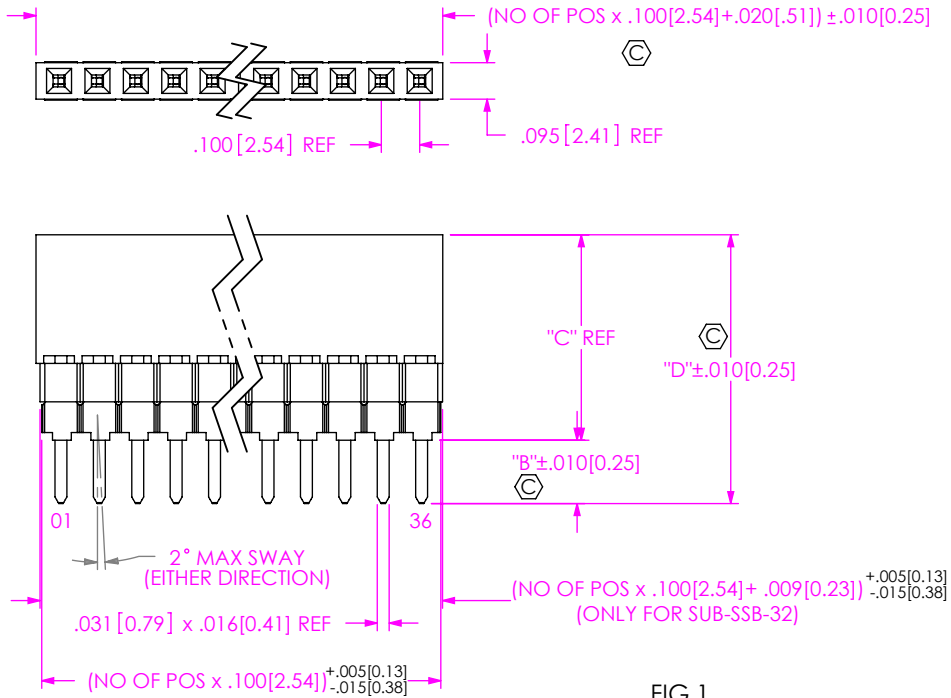 (NO OF POS x .100[2.54]+.020[.51]) ±.010[0.25]
C
.100[2.54] REF
.095[2.41] REF
"C" REF
C
"D"±.010[0.25]
"B"±.010[0.25]
C
01
36
2° MAX SWAY
(EITHER DIRECTION)
(NO OF POS x .100[2.54]+ .009[0.23]) +.005[0.13]
-.015[0.38]
(ONLY FOR SUB-SSB-32)
.031[0.79] x .016[0.41] REF
(NO OF POS x .100[2.54]) +.005[0.13]
-.015[0.38]
FIG 1